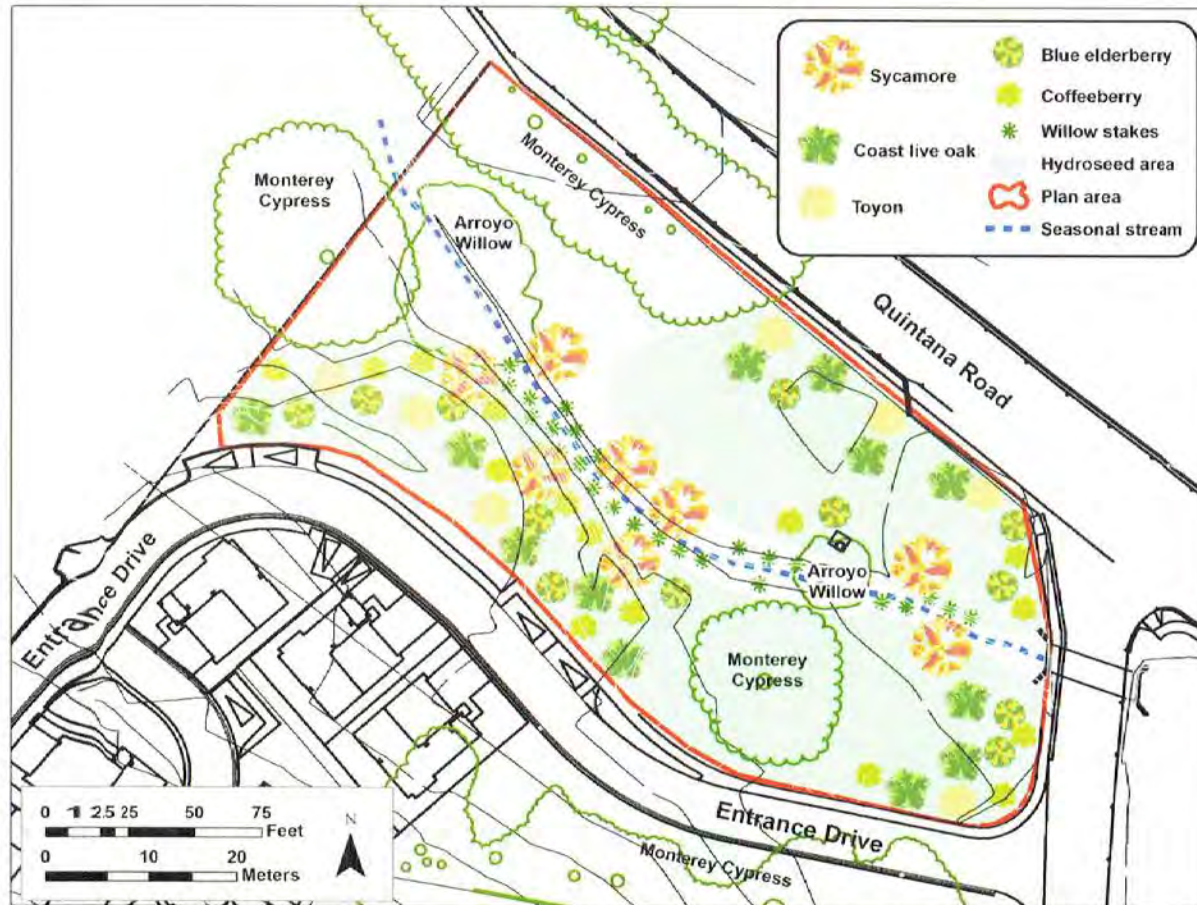 Sycamore
Coast live oak
Toyon
Blue elderberry
Coffeeberry
Willow stakes
Hydroseed area
Plan area
Seasonal stream
Monterey
Cypress
Arroyo
Willow
Monterey Cypress
Quintana Road
Entrance Drive
Arroyo
Willow
Monterey
Cypress
Entrance Drive
Monterey Cypress
0 25 50 75
Feet
0 10 20
Meters
N